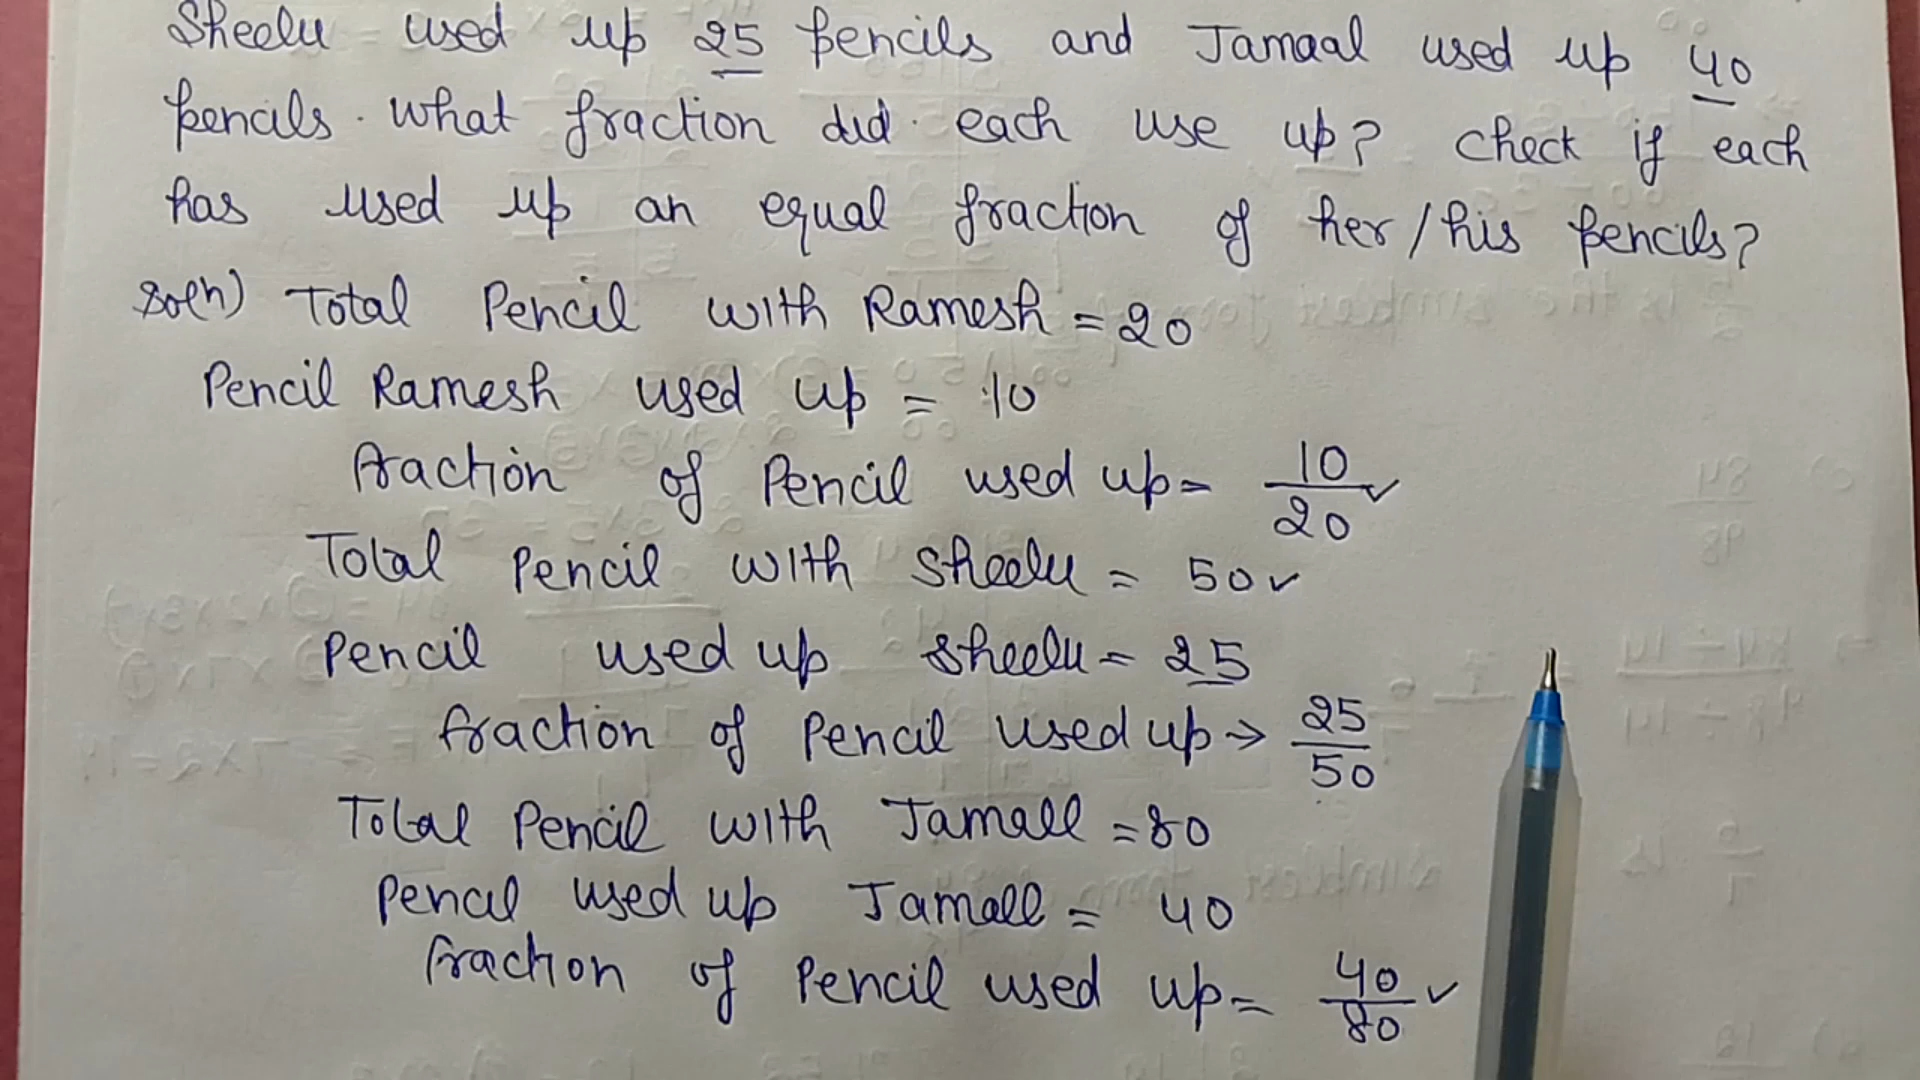 Sheelu used up 25 pencils and Jamaal used up 40
pencils. What fraction did each use up? Check if each
has used up an equal fraction of her/his pencils?
Soln) Total Pencil with Ramesh = 20
Pencil Ramesh used up = 10
fraction of Pencil used up = 10/20 ✓
Total Pencil with Sheelu = 50 ✓
Pencil used up Sheelu = 25
fraction of Pencil used up → 25/50
Total Pencil with Jamall = 80
Pencil used up Jamall = 40
fraction of Pencil used up = 40/80 ✓